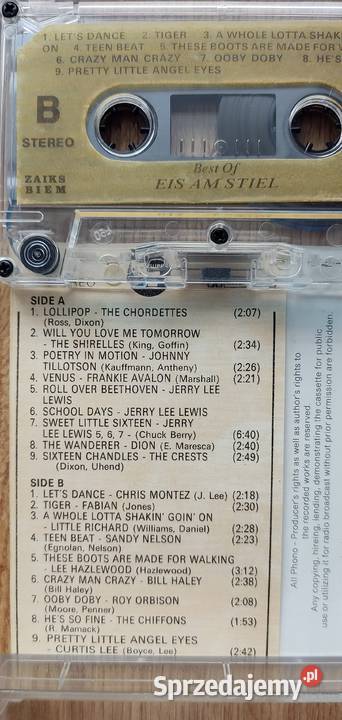 1. LET'S DANCE 2. TIGER 3. A WHOLE LOTTA SHAKIN
ON 4. TEEN BEAT 5. THESE BOOTS ARE MADE FOR
6. CRAZY MAN CRAZY 7. OOBY DOBY 8. HE'S
9. PRETTY LITTLE ANGEL EYES
B
STEREO
ZAIKS
BIEM
Best Of
EIS AM STIEL
SIDE A
1. LOLLIPOP - THE CHORDETTES (2:07)
(Ross, Dixon)
2. WILL YOU LOVE ME TOMORROW
- THE SHIRELLES (King, Goffin) (2:34)
3. POETRY IN MOTION - JOHNNY
TILLOTSON (Kauffmann, Antheny) (2:26)
4. VENUS - FRANKIE AVALON (Marshall) (2:21)
5. ROLL OVER BEETHOVEN - JERRY LEE
LEWIS
6. SCHOOL DAYS - JERRY LEE LEWIS
7. SWEET LITTLE SIXTEEN - JERRY
LEE LEWIS 5, 6, 7 - (Chuck Berry) (6:40)
8. THE WANDERER - DION (E. Maresca) (2:40)
9. SIXTEEN CHANDLES - THE CRESTS (2:49)
(Dixon, Uhend)
SIDE B
1. LET'S DANCE - CHRIS MONTEZ (J. Lee) (2:18)
2. TIGER - FABIAN (Jones) (2:30)
3. A WHOLE LOTTA SHAKIN' GOIN' ON
- LITTLE RICHARD (Williams, Daniel) (2:28)
4. TEEN BEAT - SANDY NELSON (2:23)
(Egnolan, Nelson)
5. THESE BOOTS ARE MADE FOR WALKING
- LEE HAZLEWOOD (Hazlewood) (3:12)
6. CRAZY MAN CRAZY - BILL HALEY (2:38)
(Bill Haley)
7. OOBY DOBY - ROY ORBISON (2:08)
(Moore, Penner)
8. HE'S SO FINE - THE CHIFFONS (1:53)
(R. Mamack)
9. PRETTY LITTLE ANGEL EYES
- CURTIS LEE (Boyce, Lee) (2:42)
All Phono - Producer's rights as well as author's rights to
the recorded works are reserved.
Any copying, hireing, lending, demonstrating the cassette for public
use or utilizing it for radio broadcast without prior permission are forbidden.
Sprzedajemy.pl